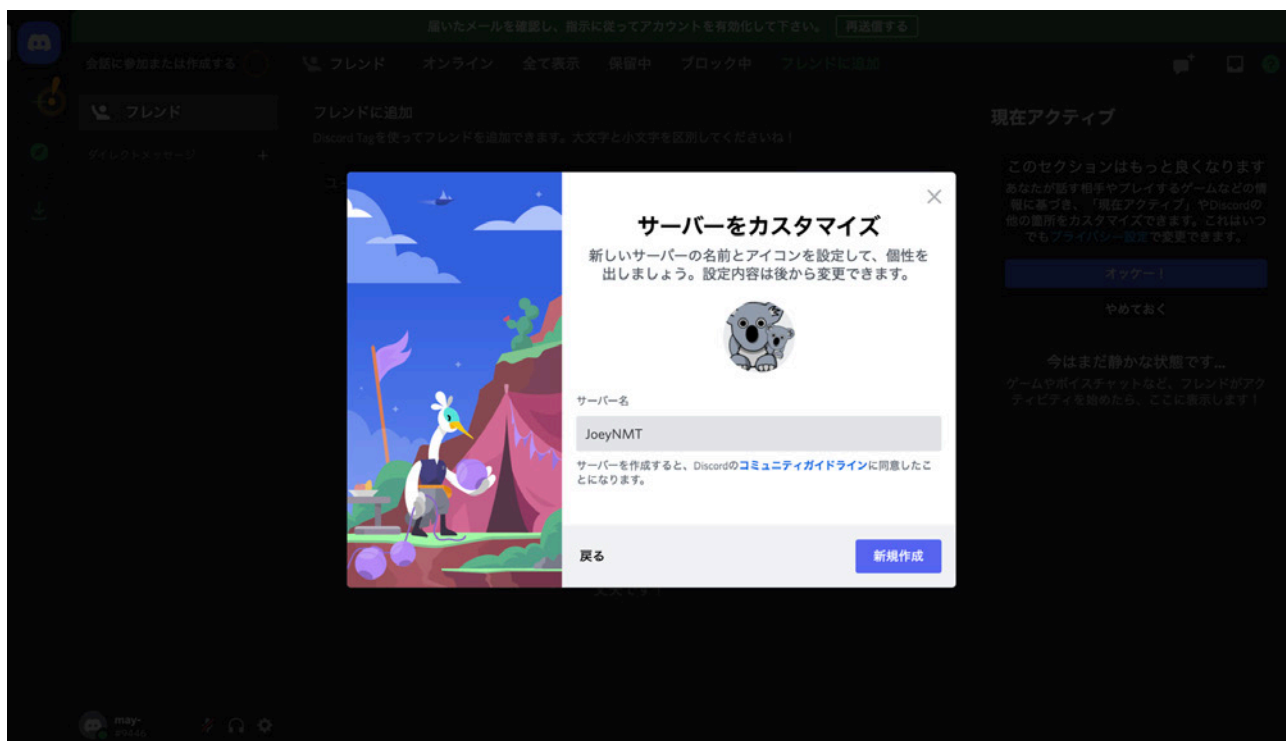 届いたメールを確認し、指示に従ってアカウントを有効化して下さい。 再送信する
会話に参加または作成する
フレンド オンライン 全て表示 保留中 ブロック中 フレンドに追加
フレンド
ダイレクトメッセージ +
フレンドに追加
Discord Tagを使ってフレンドを追加できます。大文字と小文字を区別してくださいね！
サーバーをカスタマイズ
新しいサーバーの名前とアイコンを設定して、個性を
出しましょう。設定内容は後から変更できます。
サーバー名
JoeyNMT
サーバーを作成すると、Discordのコミュニティガイドラインに同意したこ
とになります。
戻る
新規作成
現在アクティブ
このセクションはもっと良くなります
あなたが話す相手やプレイするゲームなどの情
報に基づき、「現在アクティブ」やDiscordの
他の箇所をカスタマイズできます。これはいつ
でもプライバシー設定で変更できます。
オッケー！
やめておく
今はまだ静かな状態です...
ゲームやボイスチャットなど、フレンドがアク
ティビティを始めたら、ここに表示します！
may-
#9446